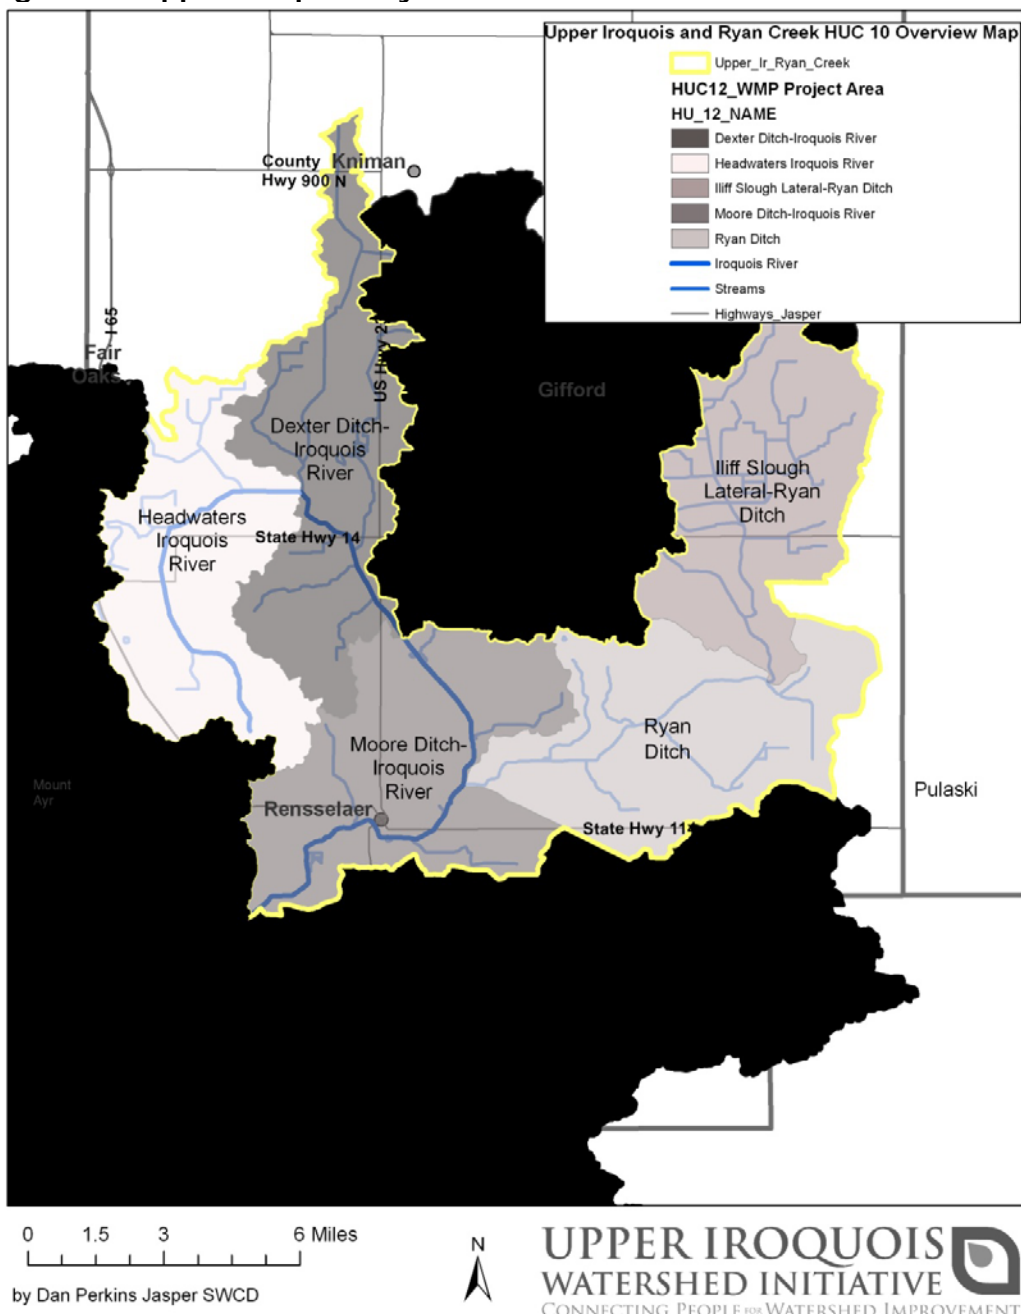 Upper Iroquois and Ryan Creek HUC 10 Overview Map
Upper_Ir_Ryan_Creek
HUC12_WMP Project Area
HU_12_NAME
Dexter Ditch-Iroquois River
Headwaters Iroquois River
Iliff Slough Lateral-Ryan Ditch
Moore Ditch-Iroquois River
Ryan Ditch
Iroquois River
Streams
Highways_Jasper
County
Hwy 900 N
Kniman
I 65
Fair
Oaks
US Hwy 2
Gifford
Dexter Ditch-
Iroquois
River
Iliff Slough
Lateral-Ryan
Ditch
Headwaters
Iroquois
River
State Hwy 14
Ryan
Ditch
Moore Ditch-
Iroquois
River
Mount
Ayr
Rensselaer
Pulaski
State Hwy 114
0 1.5 3 6 Miles
N
by Dan Perkins Jasper SWCD
UPPER IROQUOIS
WATERSHED INITIATIVE
CONNECTING PEOPLE FOR WATERSHED IMPROVEMENT